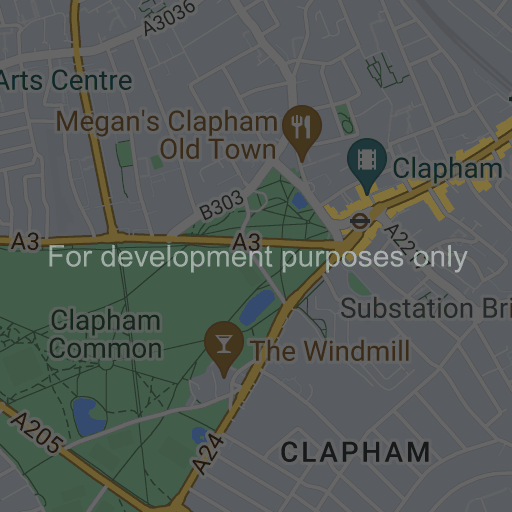 A3036
Arts Centre
Megan's Clapham
Old Town
Clapham
B303
A3
A3
For development purposes only
Substation Bri
Clapham
Common
The Windmill
A205
A24
CLAPHAM